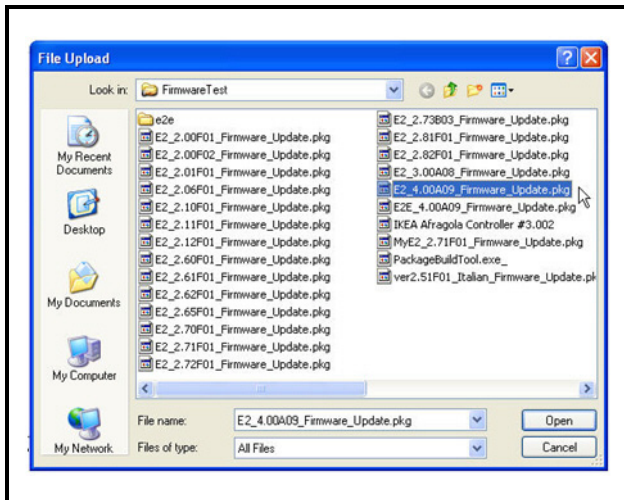 File Upload
Look in: FirmwareTest
My Recent
Documents
Desktop
My Documents
My Computer
My Network
e2e
E2_2.00F01_Firmware_Update.pkg
E2_2.00F02_Firmware_Update.pkg
E2_2.01F01_Firmware_Update.pkg
E2_2.06F01_Firmware_Update.pkg
E2_2.10F01_Firmware_Update.pkg
E2_2.11F01_Firmware_Update.pkg
E2_2.12F01_Firmware_Update.pkg
E2_2.60F01_Firmware_Update.pkg
E2_2.61F01_Firmware_Update.pkg
E2_2.62F01_Firmware_Update.pkg
E2_2.65F01_Firmware_Update.pkg
E2_2.70F01_Firmware_Update.pkg
E2_2.71F01_Firmware_Update.pkg
E2_2.72F01_Firmware_Update.pkg
E2_2.73B03_Firmware_Update.pkg
E2_2.81F01_Firmware_Update.pkg
E2_2.82F01_Firmware_Update.pkg
E2_3.00A08_Firmware_Update.pkg
E2_4.00A09_Firmware_Update.pkg
E2E_4.00A09_Firmware_Update.pkg
IKEA Afragola Controller #3.002
MyE2_2.71F01_Firmware_Update.pkg
PackageBuildTool.exe_
ver2.51F01_Italian_Firmware_Update.pk
File name: E2_4.00A09_Firmware_Update.pkg Open
Files of type: All Files Cancel